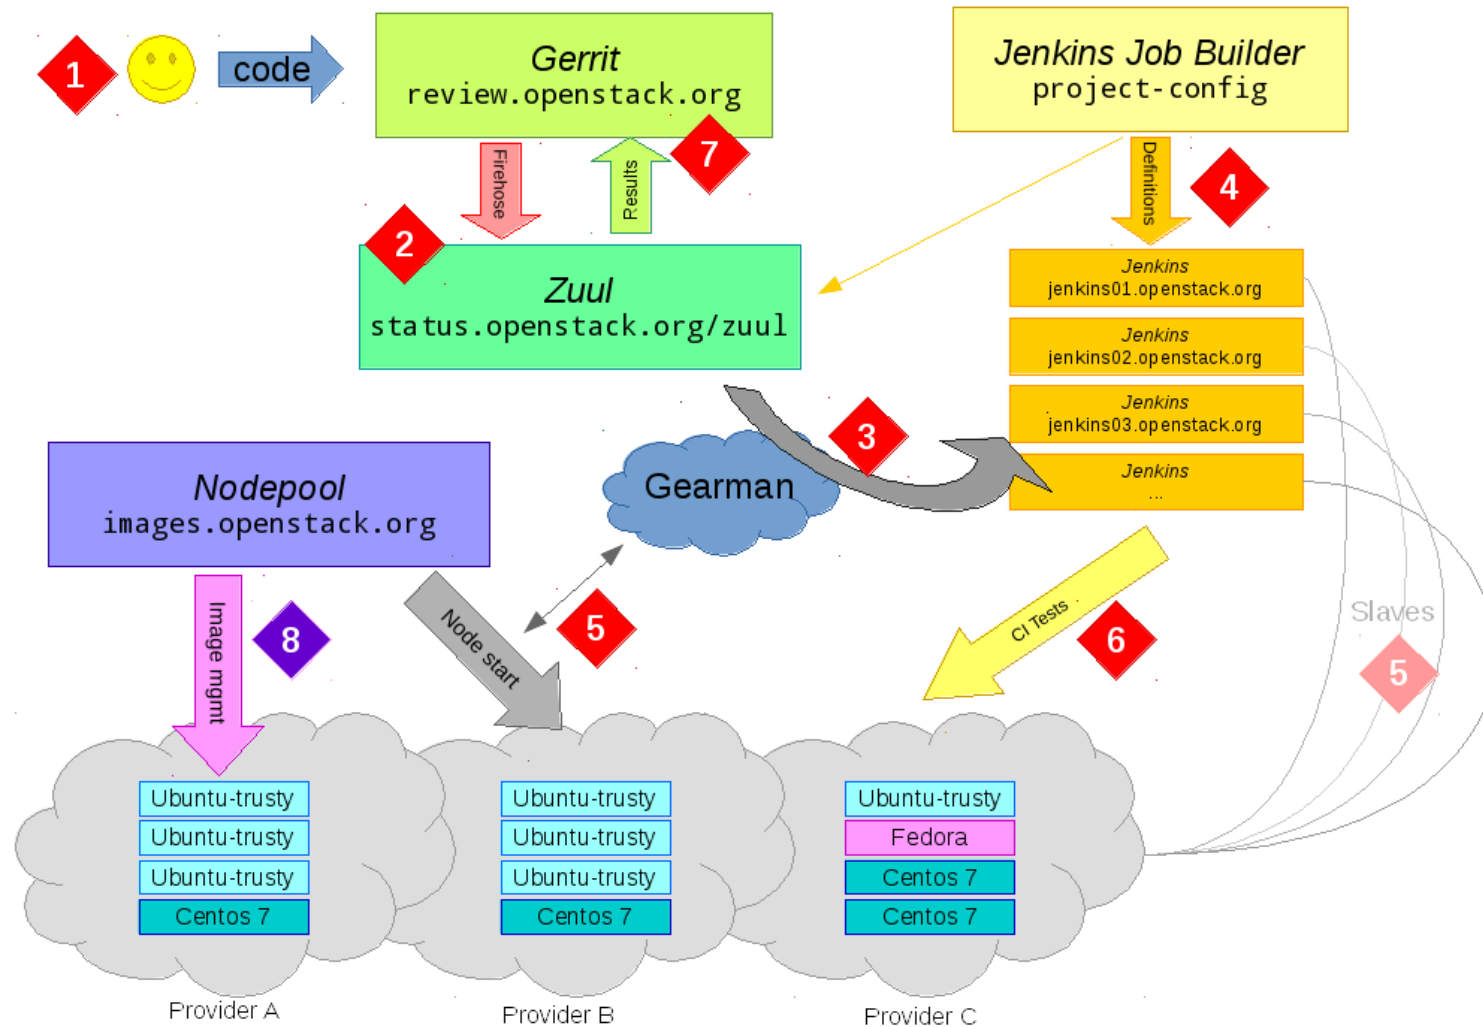 1
code
Gerrit
review.openstack.org
Jenkins Job Builder
project-config
Firehose
Results
7
Definitions
4
2
Zuul
status.openstack.org/zuul
Jenkins
jenkins01.openstack.org
Jenkins
jenkins02.openstack.org
Jenkins
jenkins03.openstack.org
Jenkins
...
3
Gearman
Nodepool
images.openstack.org
Image mgmt
8
Node start
5
CI Tests
6
Slaves
5
Ubuntu-trusty
Ubuntu-trusty
Ubuntu-trusty
Centos 7
Provider A
Ubuntu-trusty
Ubuntu-trusty
Ubuntu-trusty
Centos 7
Provider B
Ubuntu-trusty
Fedora
Centos 7
Centos 7
Provider C